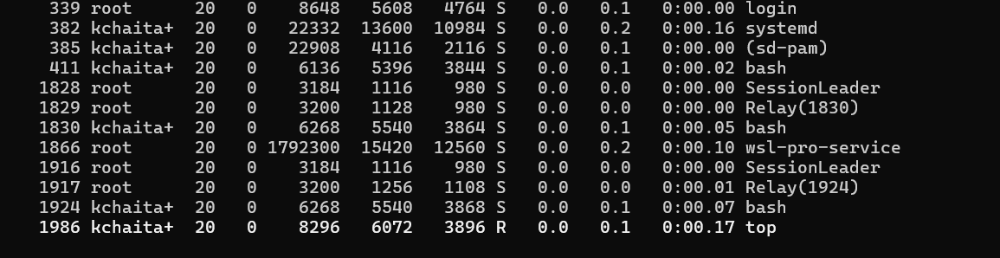 339 root 20 0 8648 5608 4764 S 0.0 0.1 0:00.00 login
382 kchaita+ 20 0 22332 13600 10984 S 0.0 0.2 0:00.16 systemd
385 kchaita+ 20 0 22908 4116 2116 S 0.0 0.1 0:00.00 (sd-pam)
411 kchaita+ 20 0 6136 5396 3844 S 0.0 0.1 0:00.02 bash
1828 root 20 0 3184 1116 980 S 0.0 0.0 0:00.00 SessionLeader
1829 root 20 0 3200 1128 980 S 0.0 0.0 0:00.00 Relay(1830)
1830 kchaita+ 20 0 6268 5540 3864 S 0.0 0.1 0:00.05 bash
1866 root 20 0 1792300 15420 12560 S 0.0 0.2 0:00.10 wsl-pro-service
1916 root 20 0 3184 1116 980 S 0.0 0.0 0:00.00 SessionLeader
1917 root 20 0 3200 1256 1108 S 0.0 0.0 0:00.01 Relay(1924)
1924 kchaita+ 20 0 6268 5540 3868 S 0.0 0.1 0:00.07 bash
1986 kchaita+ 20 0 8296 6072 3896 R 0.0 0.1 0:00.17 top